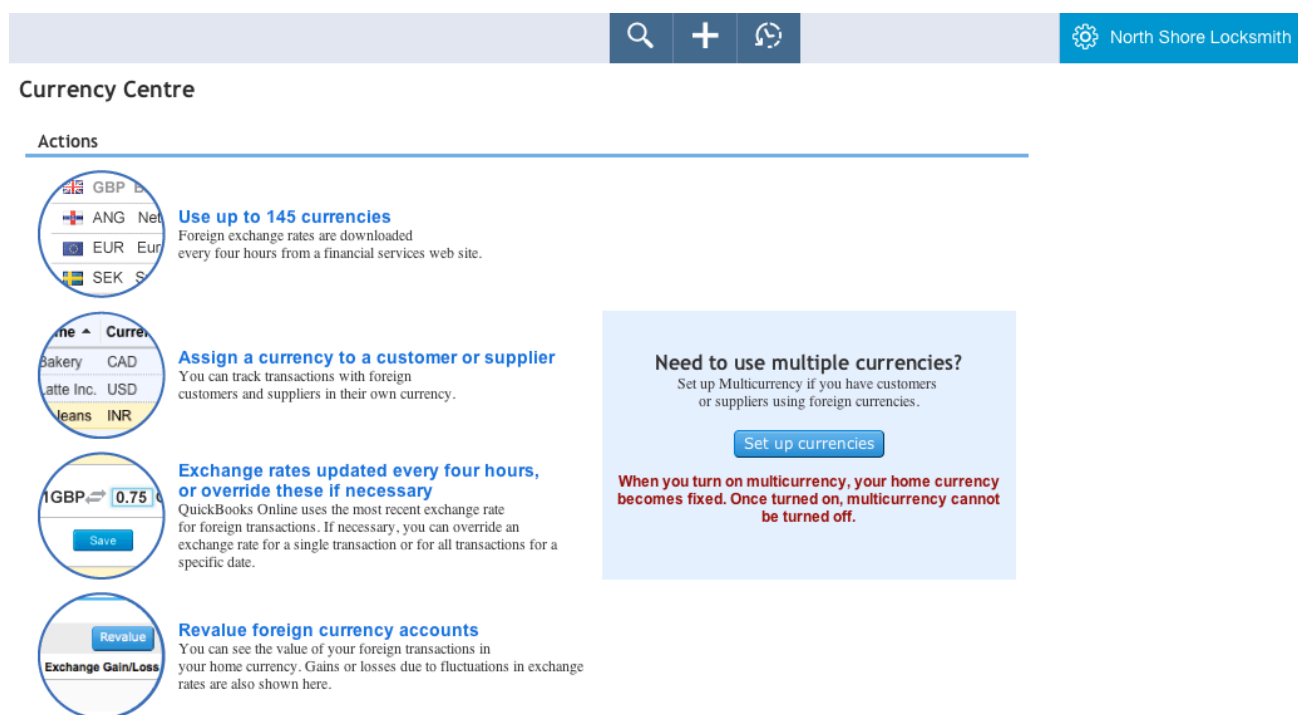 North Shore Locksmith
Currency Centre
Actions
GBP
ANG Net
EUR Eur
SEK
Use up to 145 currencies
Foreign exchange rates are downloaded
every four hours from a financial services web site.
Curre
Bakery CAD
Latte Inc. USD
Jeans INR
Assign a currency to a customer or supplier
You can track transactions with foreign
customers and suppliers in their own currency.
Need to use multiple currencies?
Set up Multicurrency if you have customers
or suppliers using foreign currencies.
Set up currencies
When you turn on multicurrency, your home currency
becomes fixed. Once turned on, multicurrency cannot
be turned off.
1GBP 0.75
Save
Exchange rates updated every four hours,
or override these if necessary
QuickBooks Online uses the most recent exchange rate
for foreign transactions. If necessary, you can override an
exchange rate for a single transaction or for all transactions for a
specific date.
Revalue
Exchange Gain/Loss
Revalue foreign currency accounts
You can see the value of your foreign transactions in
your home currency. Gains or losses due to fluctuations in exchange
rates are also shown here.